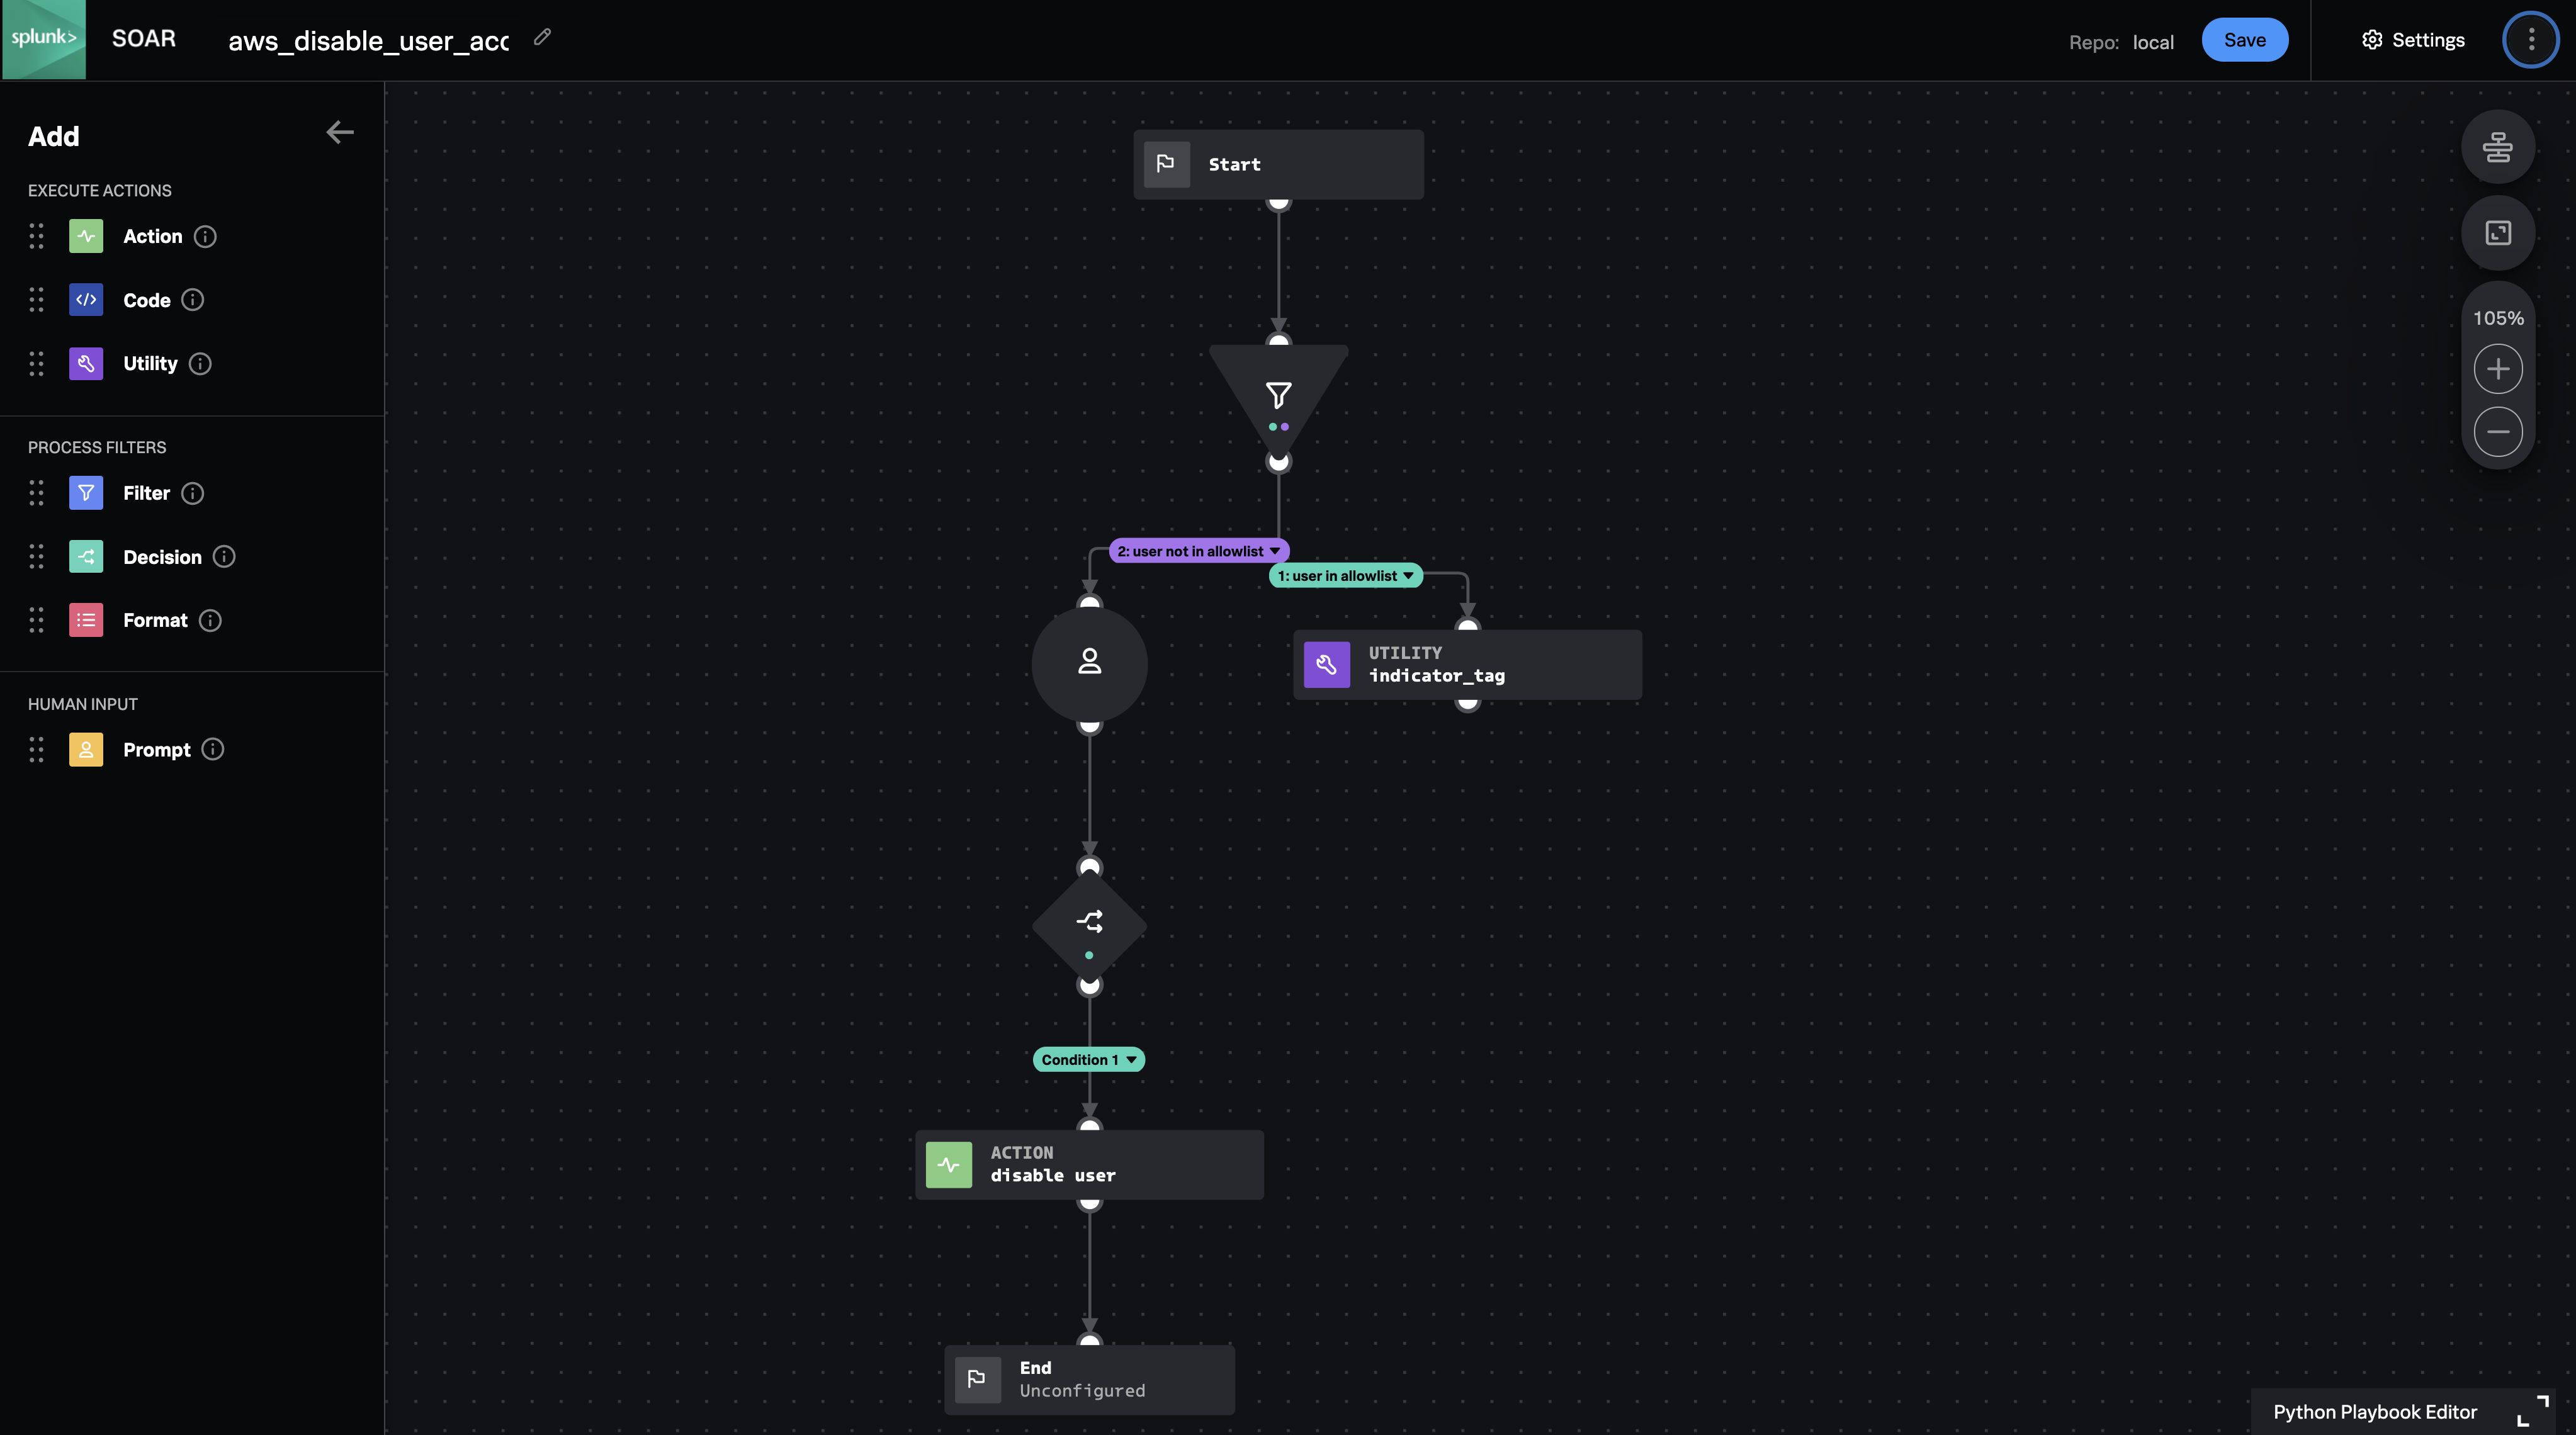 splunk>
SOAR
aws_disable_user_acc
Repo: local
Save
Settings
Add
EXECUTE ACTIONS
Action
Code
Utility
PROCESS FILTERS
Filter
Decision
Format
HUMAN INPUT
Prompt
Start
2: user not in allowlist
1: user in allowlist
UTILITY
indicator_tag
Condition 1
ACTION
disable user
End
Unconfigured
105%
Python Playbook Editor